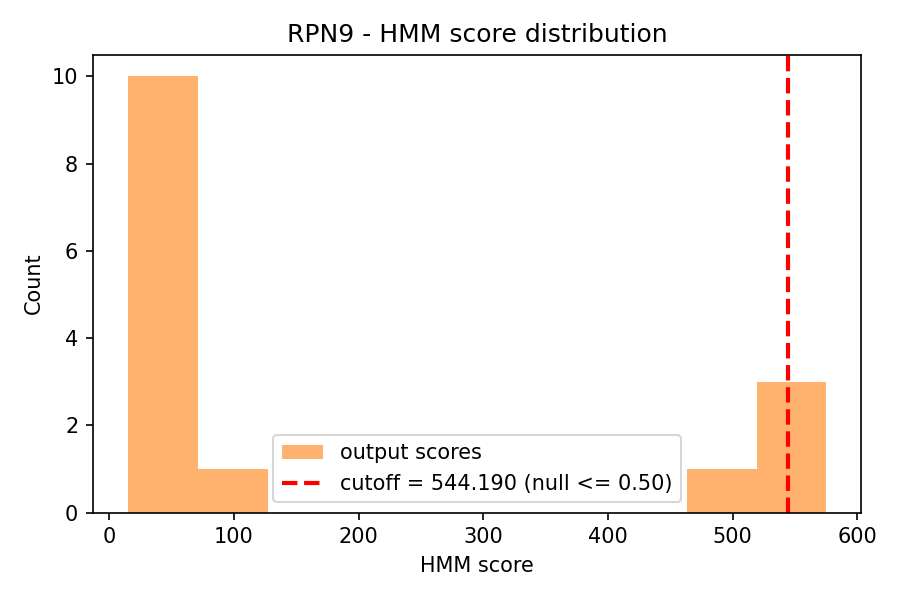 RPN9 - HMM score distribution
Count
10
8
6
4
2
0
output scores
cutoff = 544.190 (null <= 0.50)
0 100 200 300 400 500 600
HMM score